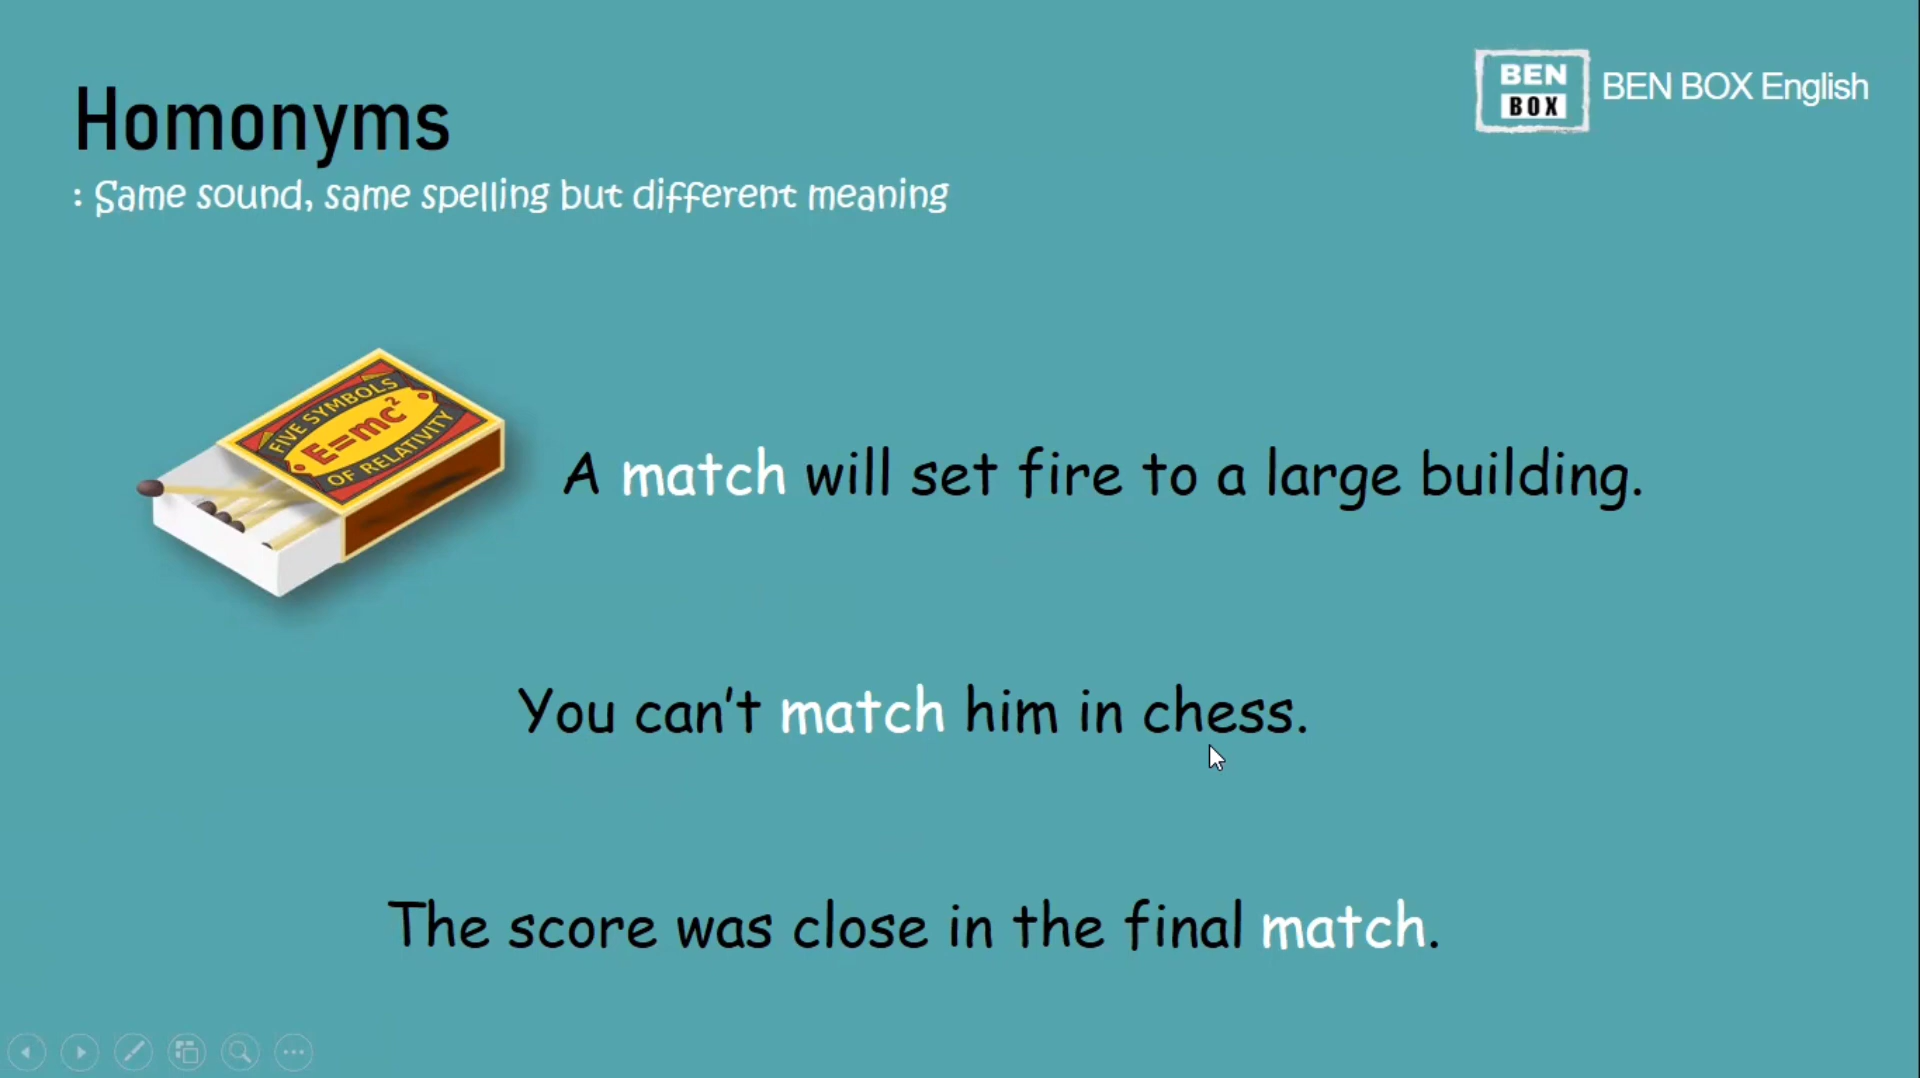 BEN
BOX
BEN BOX English
Homonyms
: Same sound, same spelling but different meaning
FIVE SYMBOLS
E=mc²
OF RELATIVITY
A match will set fire to a large building.
You can't match him in chess.
The score was close in the final match.